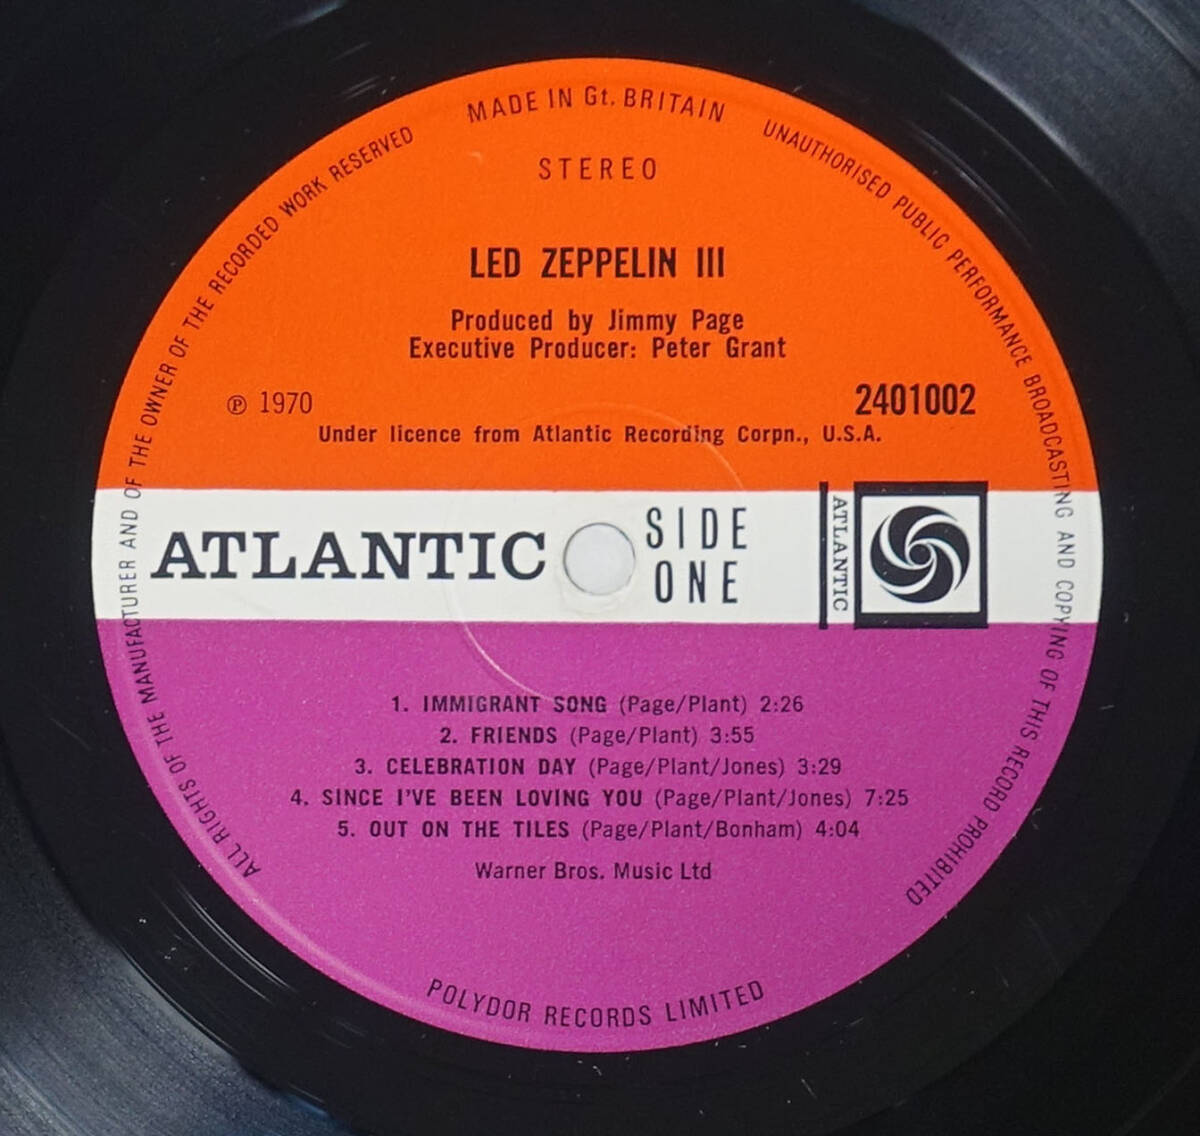 MADE IN Gt. BRITAIN
UNAUTHORISED PUBLIC PERFORMANCE BROADCASTING AND COPYING OF THIS RECORD PROHIBITED
ALL RIGHTS OF THE MANUFACTURER AND OF THE OWNER OF THE RECORDED WORK RESERVED
STEREO
LED ZEPPELIN III
Produced by Jimmy Page
Executive Producer: Peter Grant
℗ 1970
2401002
Under licence from Atlantic Recording Corpn., U.S.A.
ATLANTIC
SIDE
ONE
ATLANTIC
1. IMMIGRANT SONG (Page/Plant) 2:26
2. FRIENDS (Page/Plant) 3:55
3. CELEBRATION DAY (Page/Plant/Jones) 3:29
4. SINCE I'VE BEEN LOVING YOU (Page/Plant/Jones) 7:25
5. OUT ON THE TILES (Page/Plant/Bonham) 4:04
Warner Bros. Music Ltd
POLYDOR RECORDS LIMITED